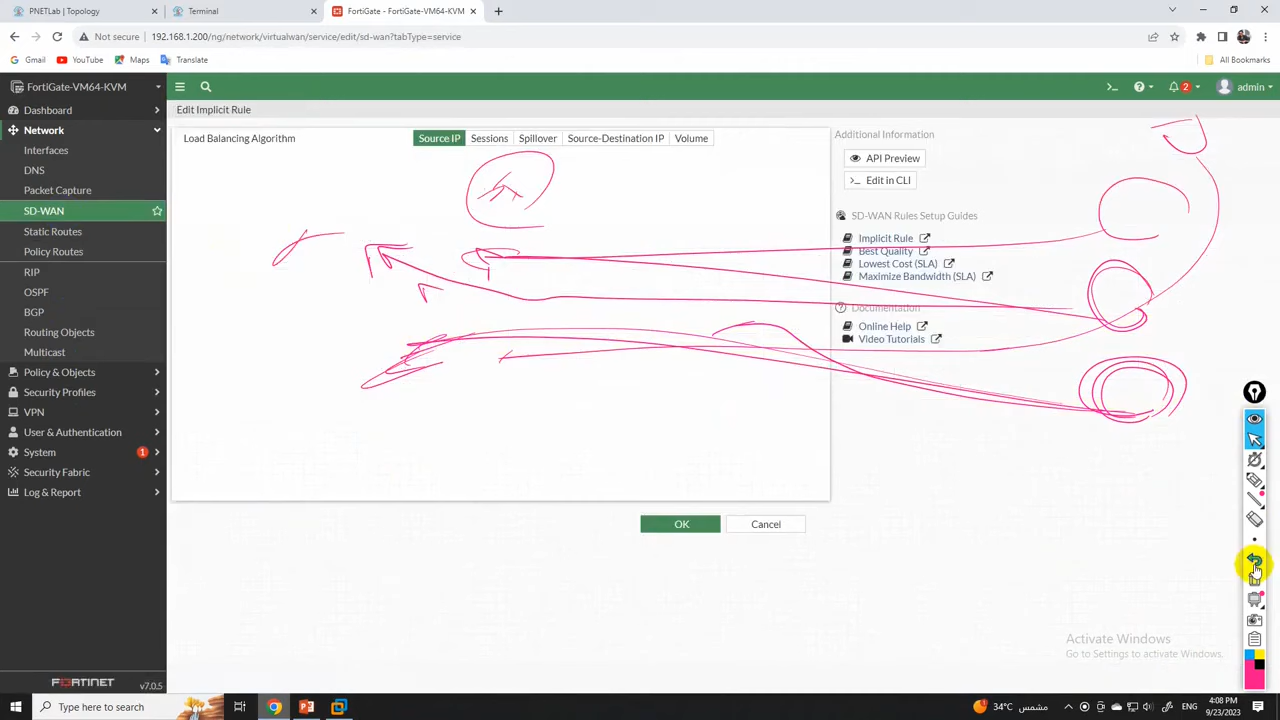 PNETLab | Topology
Terminal
FortiGate - FortiGate-VM64-KVM
Not secure
192.168.1.200/ng/network/virtualwan/service/edit/sd-wan?tabType=service
Gmail
YouTube
Maps
Translate
All Bookmarks
FortiGate-VM64-KVM
2
admin
Dashboard
Network
Interfaces
DNS
Packet Capture
SD-WAN
Static Routes
Policy Routes
RIP
OSPF
BGP
Routing Objects
Multicast
Policy & Objects
Security Profiles
VPN
User & Authentication
System
1
Security Fabric
Log & Report
FORTINET
v7.0.5
Edit Implicit Rule
Load Balancing Algorithm
Source IP
Sessions
Spillover
Source-Destination IP
Volume
OK
Cancel
Additional Information
API Preview
Edit in CLI
SD-WAN Rules Setup Guides
Implicit Rule
Best Quality
Lowest Cost (SLA)
Maximize Bandwidth (SLA)
Documentation
Online Help
Video Tutorials
Activate Windows
Go to Settings to activate Windows.
Type here to search
34°C مشمس
ENG
4:08 PM
9/23/2023